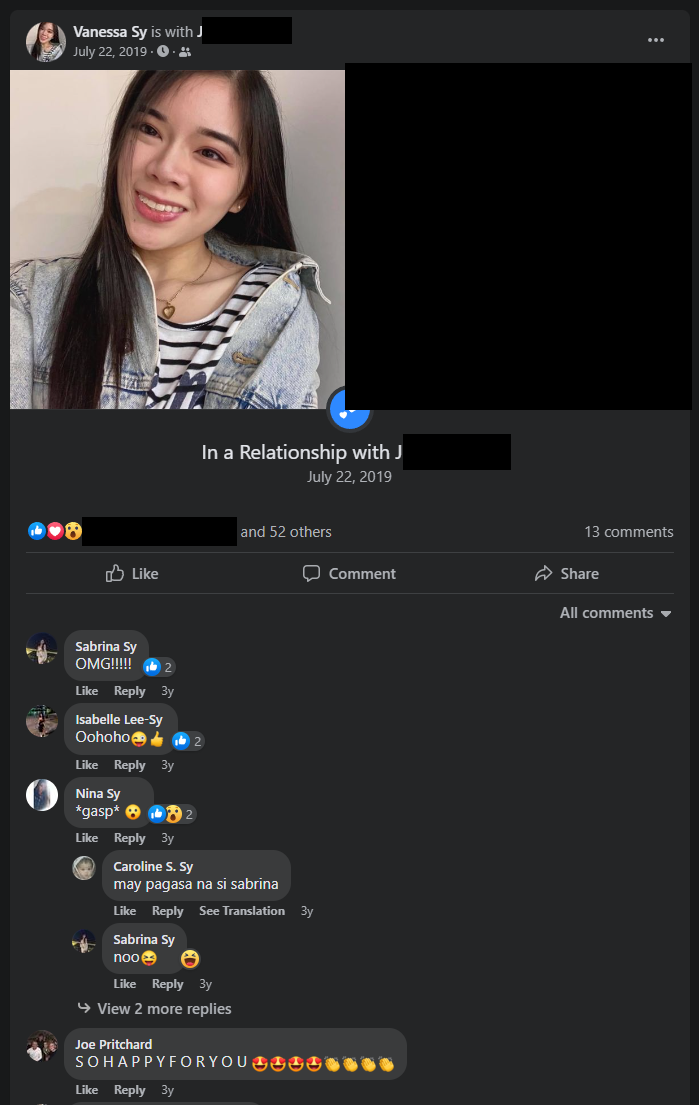 Vanessa Sy is with J
July 22, 2019 ·
In a Relationship with J
July 22, 2019
and 52 others
13 comments
Like
Comment
Share
All comments
Sabrina Sy
OMG!!!!!
2
Like Reply 3y
Isabelle Lee-Sy
Oohoho😜👍
2
Like Reply 3y
Nina Sy
*gasp* 😮
2
Like Reply 3y
Caroline S. Sy
may pagasa na si sabrina
Like Reply See Translation 3y
Sabrina Sy
noo😝
Like Reply 3y
View 2 more replies
Joe Pritchard
S O H A P P Y F O R Y O U 🤩🤩🤩🤩👏👏👏👏
Like Reply 3y